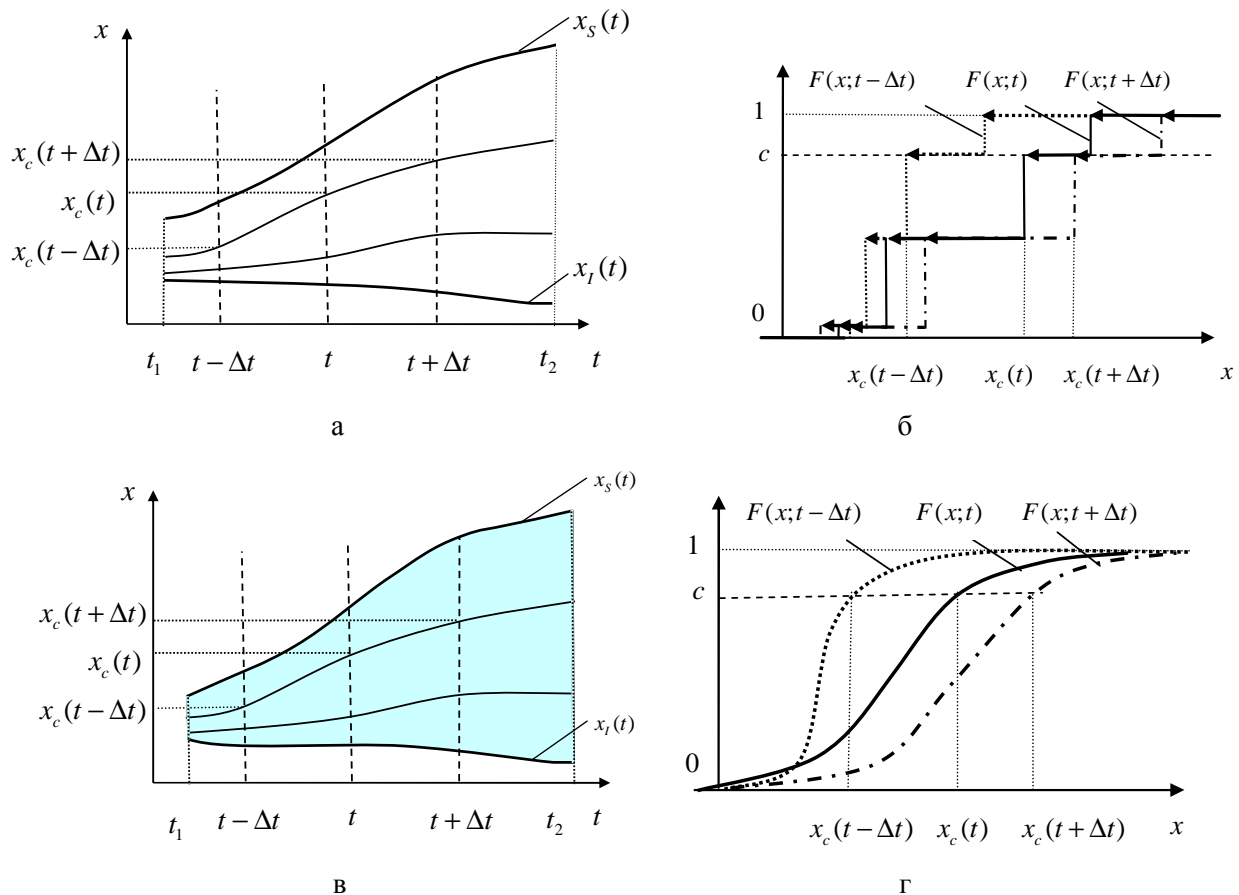 x
x_S(t)
x_c(t+Δt)
x_c(t)
x_c(t−Δt)
x_I(t)
t_1 t−Δt t t+Δt t_2 t
а
F(x;t−Δt) F(x;t) F(x;t+Δt)
1
c
0
x_c(t−Δt) x_c(t) x_c(t+Δt) x
б
x
x_S(t)
x_c(t+Δt)
x_c(t)
x_c(t−Δt)
x_I(t)
t_1 t−Δt t t+Δt t_2 t
в
F(x;t−Δt) F(x;t) F(x;t+Δt)
1
c
0
x_c(t−Δt) x_c(t) x_c(t+Δt) x
г